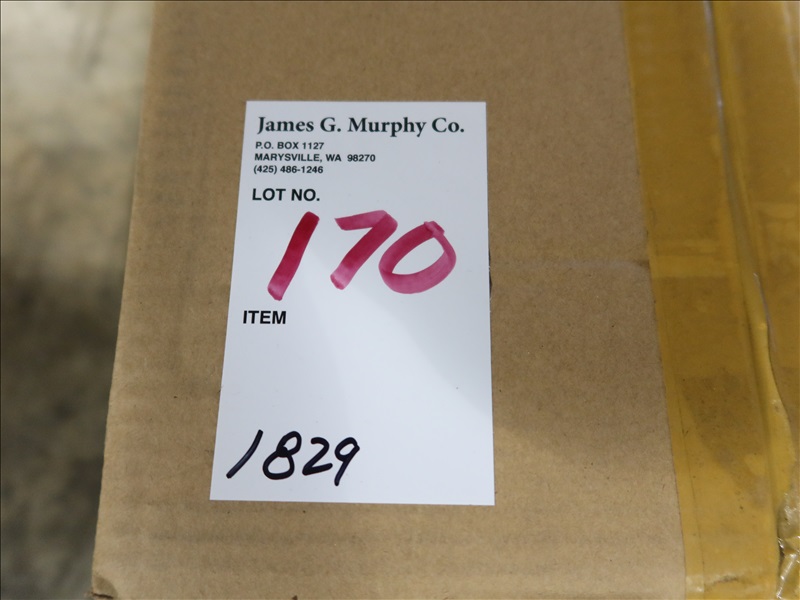 James G. Murphy Co.
P.O. BOX 1127
MARYSVILLE, WA 98270
(425) 486-1246
LOT NO.
170
ITEM
1829